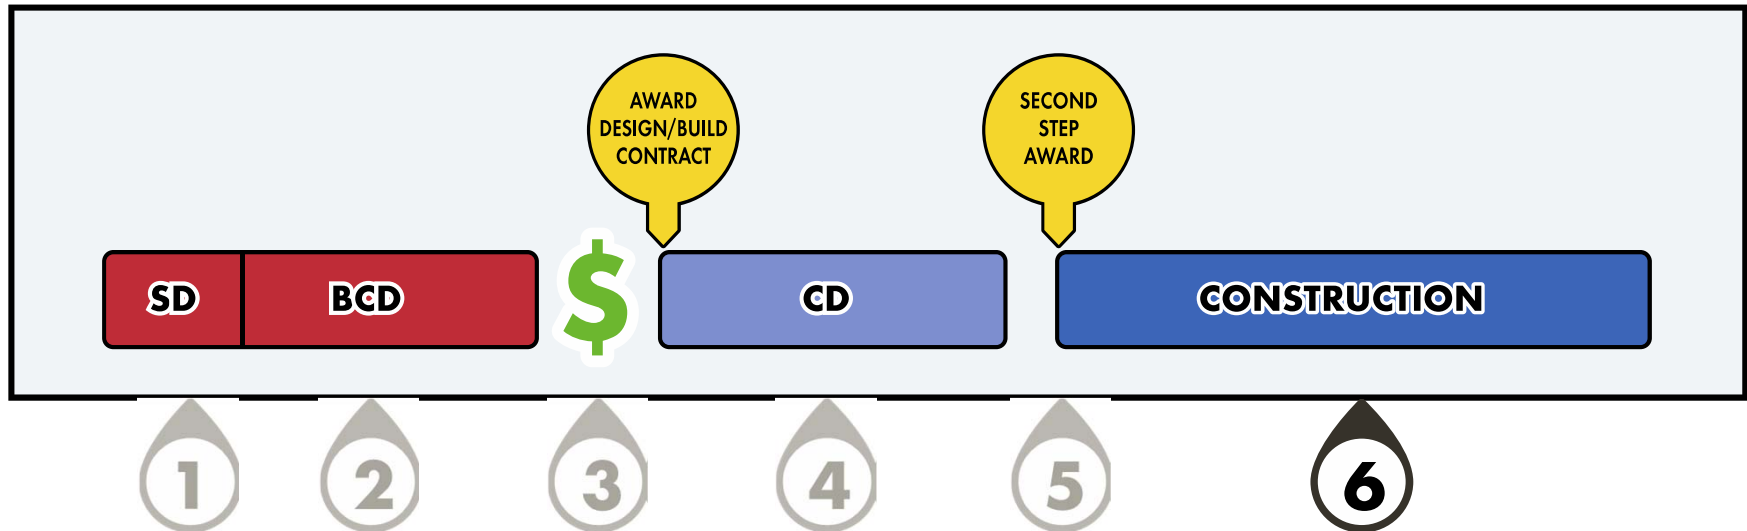 AWARD
DESIGN/BUILD
CONTRACT
SECOND
STEP
AWARD
SD
BCD
$
CD
CONSTRUCTION
1
2
3
4
5
6